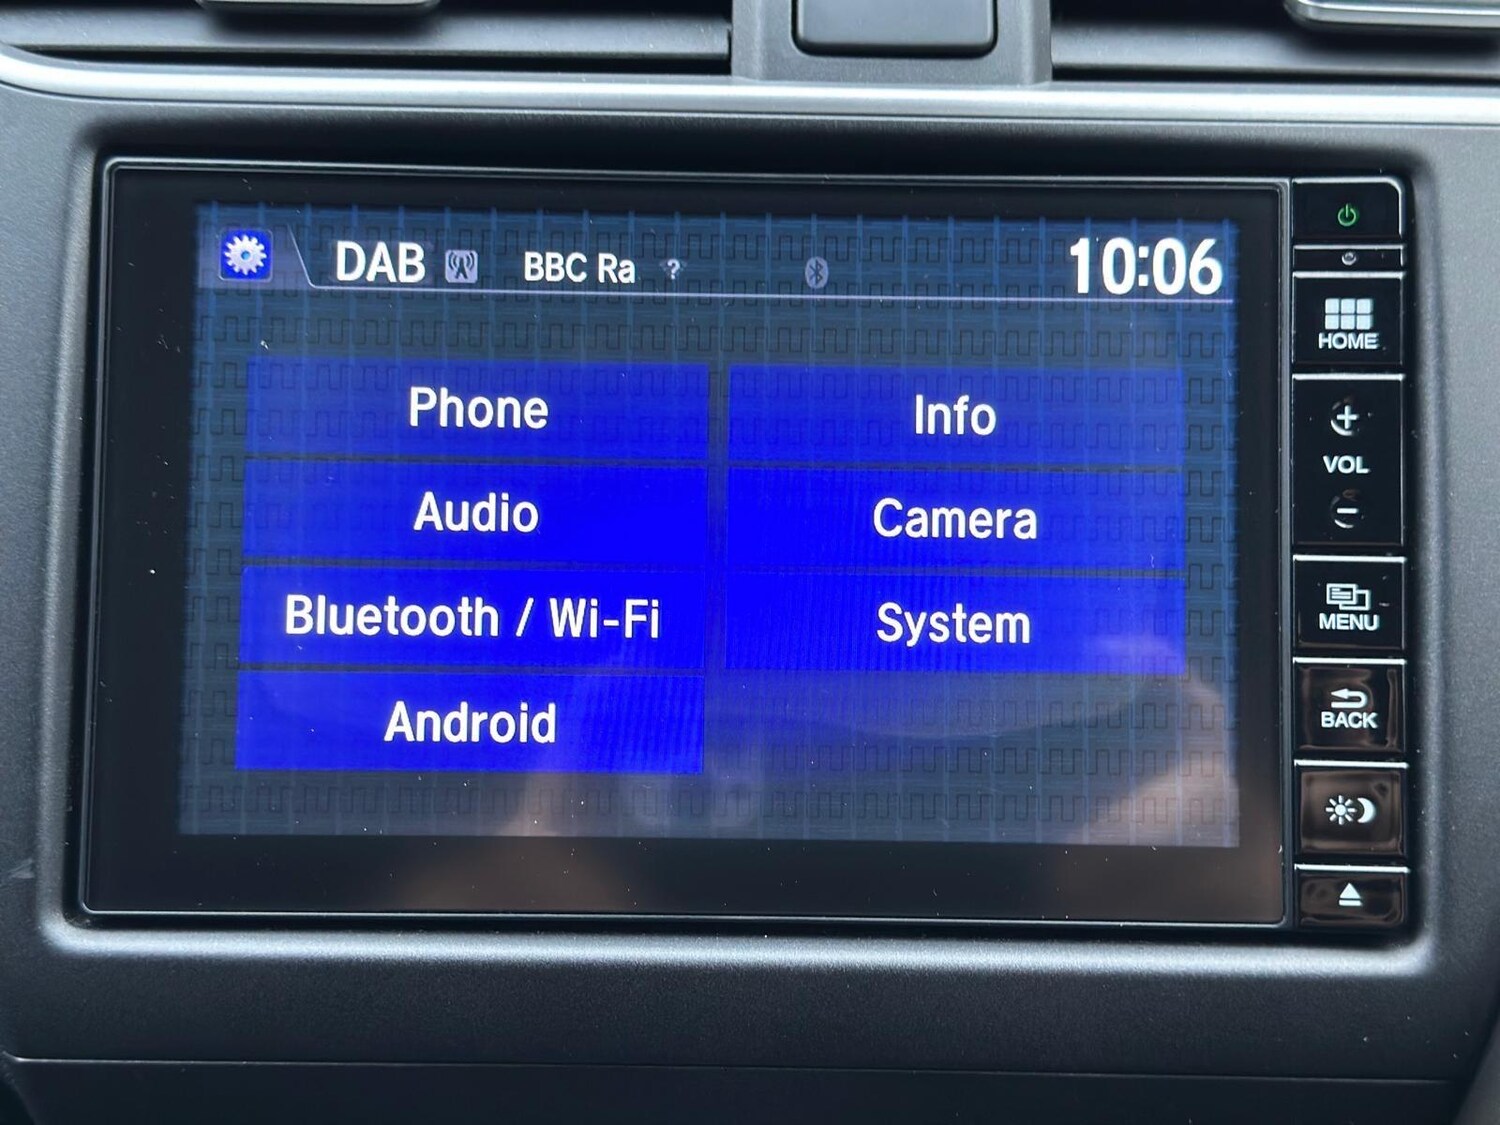 DAB BBC Ra ? 10:06
Phone
Info
Audio
Camera
Bluetooth / Wi-Fi
System
Android
HOME
+
VOL
-
MENU
BACK